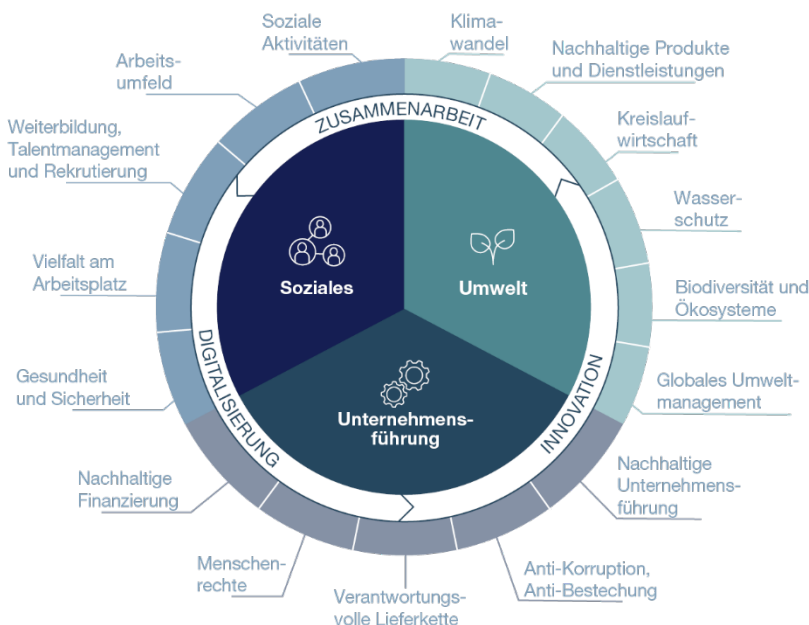 Soziale
Aktivitäten
Klima-
wandel
Nachhaltige Produkte
und Dienstleistungen
Arbeits-
umfeld
Kreislauf-
wirtschaft
Weiterbildung,
Talentmanagement
und Rekrutierung
Wasser-
schutz
Vielfalt am
Arbeitsplatz
Biodiversität und
Ökosysteme
Gesundheit
und Sicherheit
Globales Umwelt-
management
Nachhaltige
Finanzierung
Nachhaltige
Unternehmens-
führung
Menschen-
rechte
Verantwortungs-
volle Lieferkette
Anti-Korruption,
Anti-Bestechung
ZUSAMMENARBEIT
DIGITALISIERUNG
INNOVATION
Soziales
Umwelt
Unternehmens-
führung